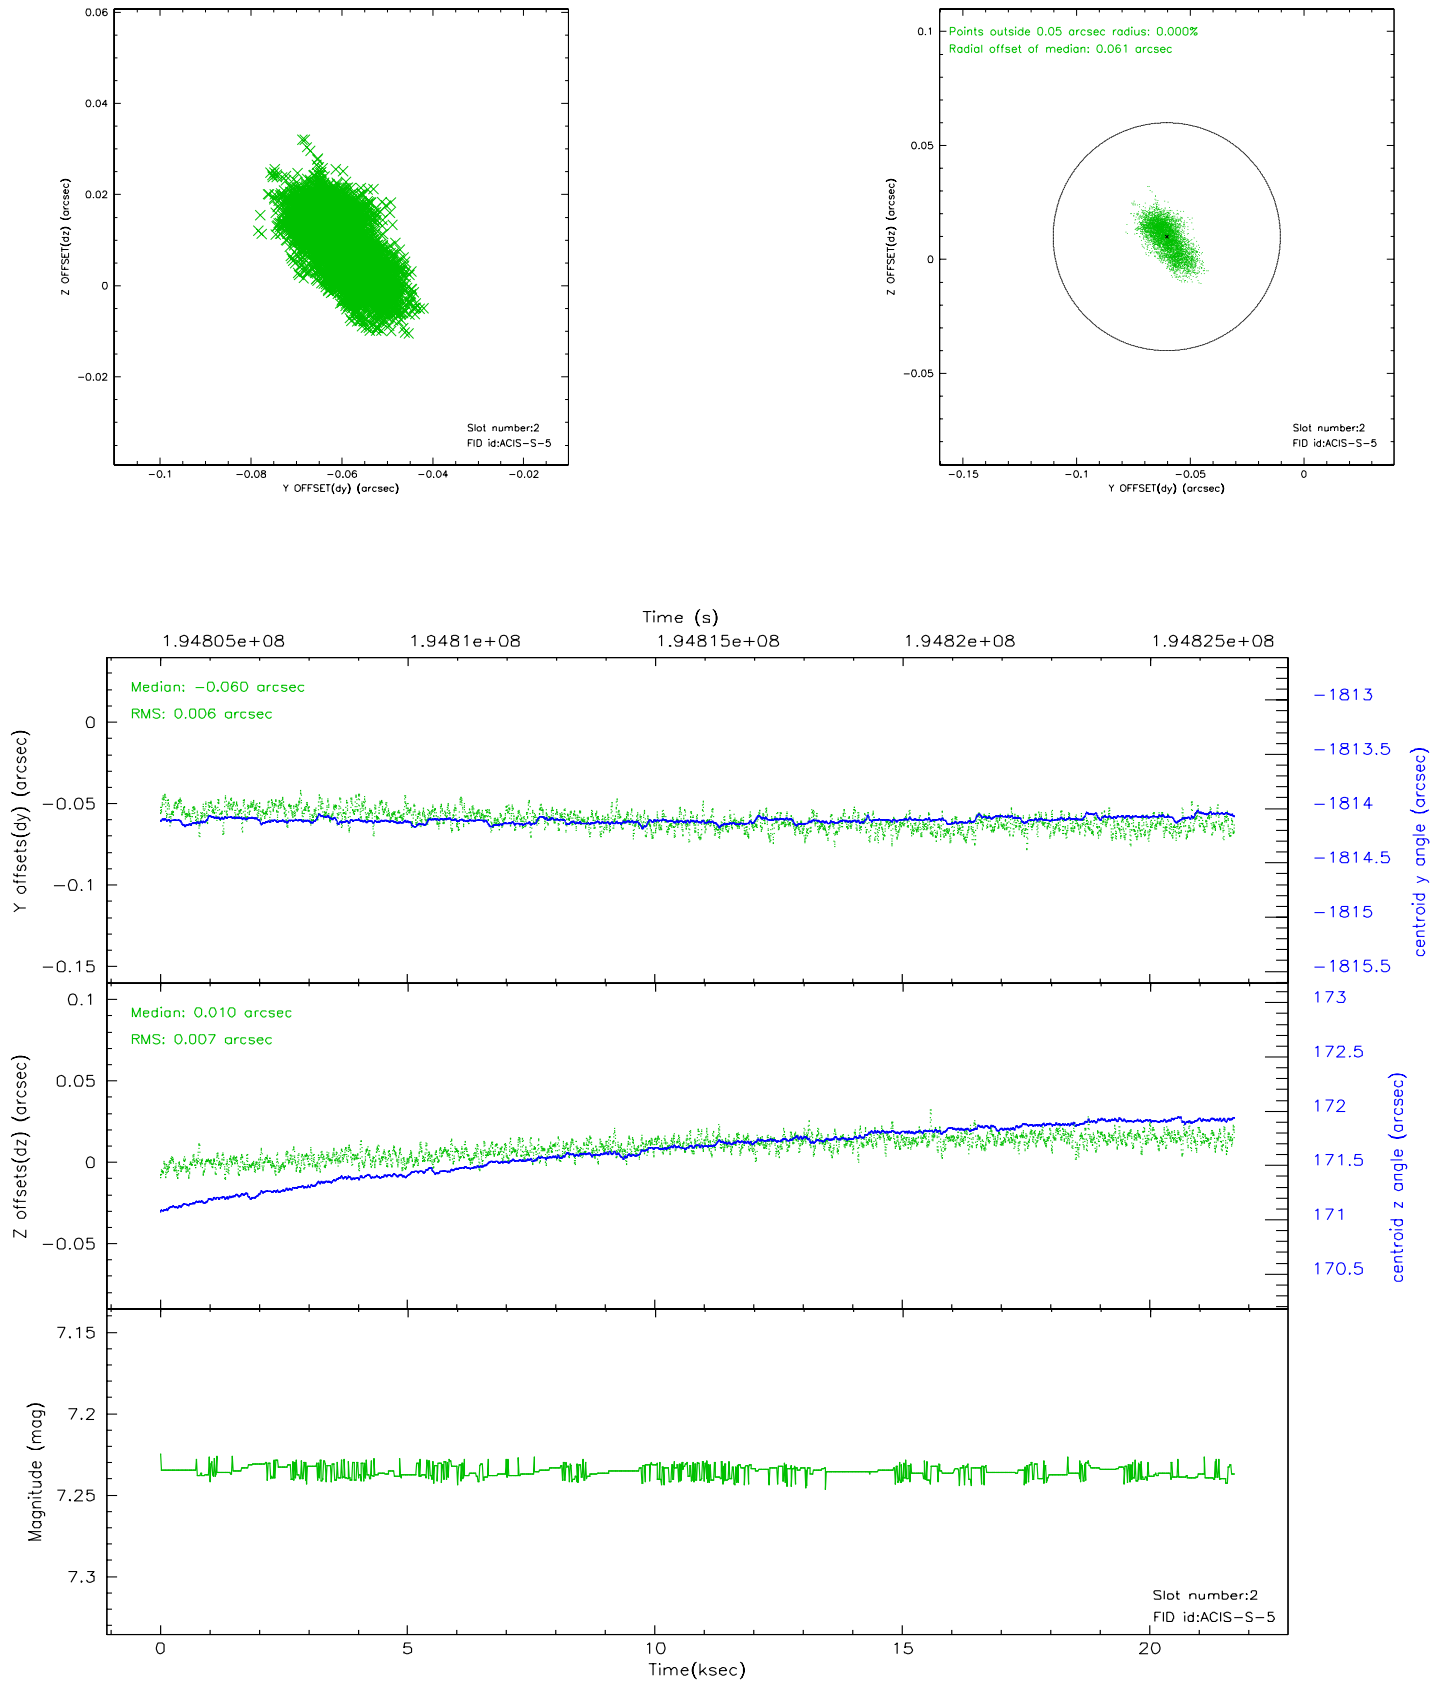 0.06
0.04
0.02
0
-0.02
Z OFFSET(dz) (arcsec)
Slot number:2
FID id:ACIS-S-5
-0.1 -0.08 -0.06 -0.04 -0.02
Y OFFSET(dy) (arcsec)
Points outside 0.05 arcsec radius: 0.000%
Radial offset of median: 0.061 arcsec
0.1
0.05
0
-0.05
Z OFFSET(dz) (arcsec)
Slot number:2
FID id:ACIS-S-5
-0.15 -0.1 -0.05 0
Y OFFSET(dy) (arcsec)
Time (s)
1.94805e+08 1.9481e+08 1.94815e+08 1.9482e+08 1.94825e+08
Median: -0.060 arcsec
RMS: 0.006 arcsec
0
-0.05
-0.1
-0.15
Y offsets(dy) (arcsec)
-1813
-1813.5
-1814
-1814.5
-1815
-1815.5
centroid y angle (arcsec)
Median: 0.010 arcsec
RMS: 0.007 arcsec
0.1
0.05
0
-0.05
Z offsets(dz) (arcsec)
173
172.5
172
171.5
171
170.5
centroid z angle (arcsec)
7.15
7.2
7.25
7.3
Magnitude (mag)
Slot number:2
FID id:ACIS-S-5
0 5 10 15 20
Time(ksec)